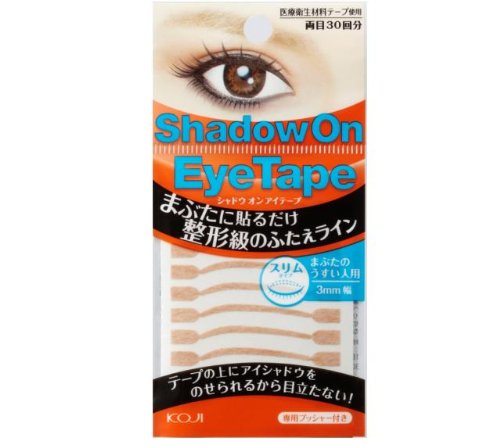 医療衛生材料テープ使用
両目30回分
ShadowOn
EyeTape
シャドウ オン アイテープ
まぶたに貼るだけ
整形級のふたえライン
スリム
タイプ
まぶたの
うすい人用
3mm幅
テープの上にアイシャドウを
のせられるから目立たない!
KOJI
専用プッシャー付き